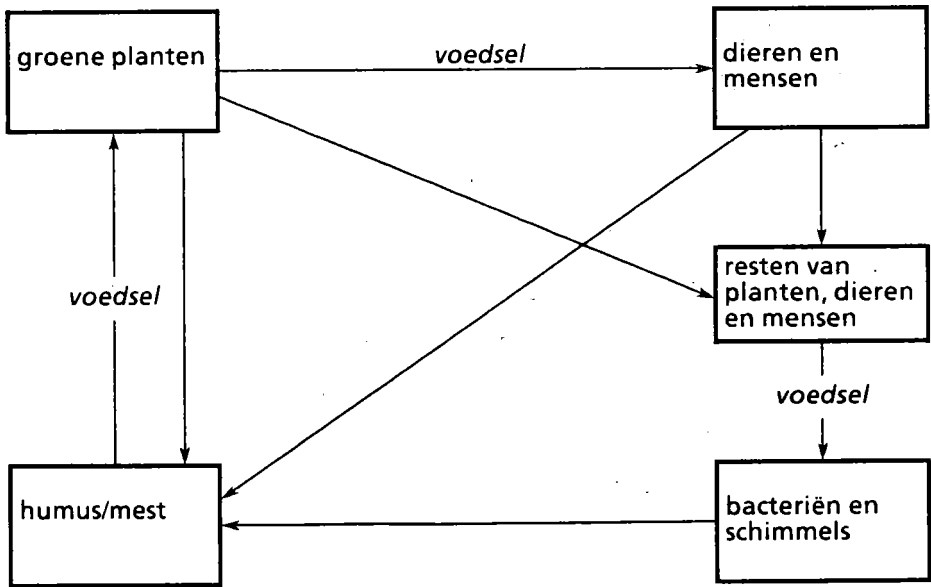 groene planten
voedsel
dieren en
mensen
voedsel
resten van
planten, dieren
en mensen
voedsel
humus/mest
bacteriën en
schimmels